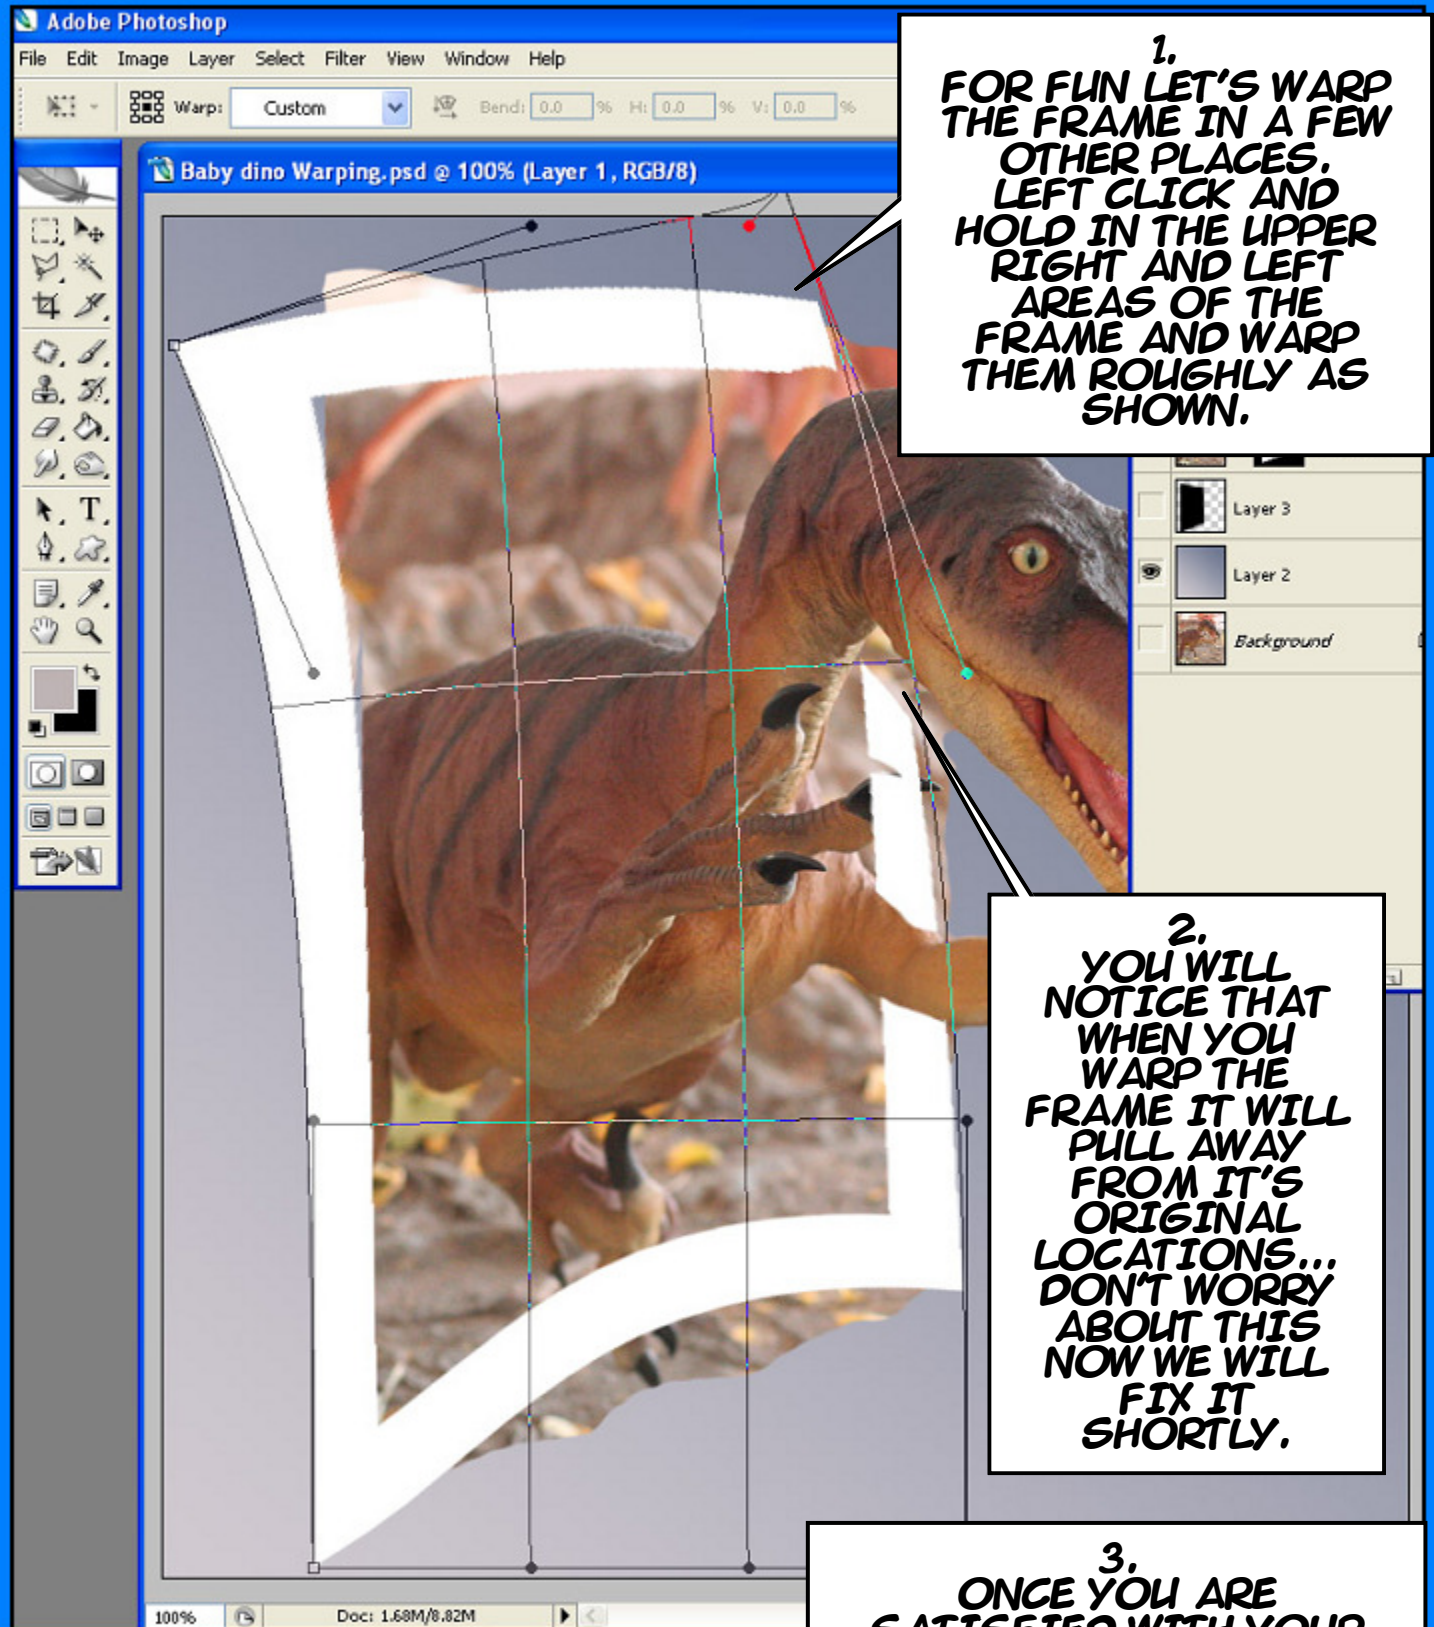 Adobe Photoshop
File Edit Image Layer Select Filter View Window Help
Warp: Custom Bend: 0.0 % H: 0.0 % V: 0.0 %
Baby dino Warping.psd @ 100% (Layer 1, RGB/8)
1.
FOR FUN LET'S WARP
THE FRAME IN A FEW
OTHER PLACES.
LEFT CLICK AND
HOLD IN THE UPPER
RIGHT AND LEFT
AREAS OF THE
FRAME AND WARP
THEM ROUGHLY AS
SHOWN.
Layer 3
Layer 2
Background
2.
YOU WILL
NOTICE THAT
WHEN YOU
WARP THE
FRAME IT WILL
PULL AWAY
FROM IT'S
ORIGINAL
LOCATIONS...
DON'T WORRY
ABOUT THIS
NOW WE WILL
FIX IT
SHORTLY.
3.
ONCE YOU ARE
SATISFIED WITH YOUR
100% Doc: 1.68M/8.82M